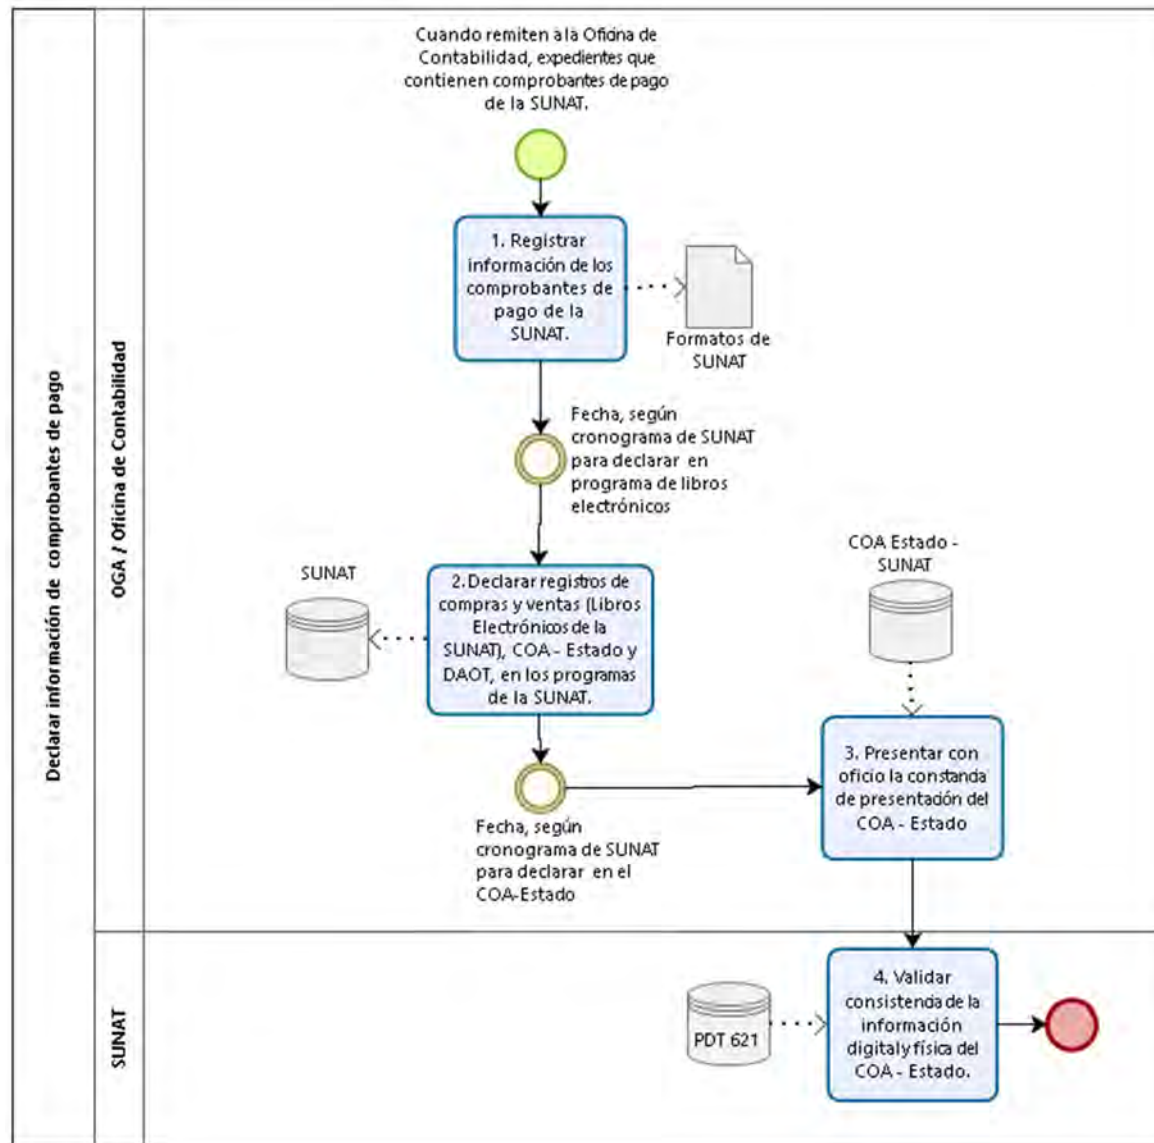 Declarar información de comprobantes de pago
OGA / Oficina de Contabilidad
Cuando remiten a la Oficina de
Contabilidad, expedientes que
contienen comprobantes de pago
de la SUNAT.
1. Registrar
información de los
comprobantes de
pago de la
SUNAT.
Formatos de
SUNAT
Fecha, según
cronograma de SUNAT
para declarar en
programa de libros
electrónicos
SUNAT
2. Declarar registros de
compras y ventas (Libros
Electrónicos de la
SUNAT), COA - Estado y
DAOT, en los programas
de la SUNAT.
COA Estado -
SUNAT
Fecha, según
cronograma de SUNAT
para declarar en el
COA-Estado
3. Presentar con
oficio la constancia
de presentación del
COA - Estado
SUNAT
PDT 621
4. Validar
consistencia de la
información
digital y física del
COA - Estado.